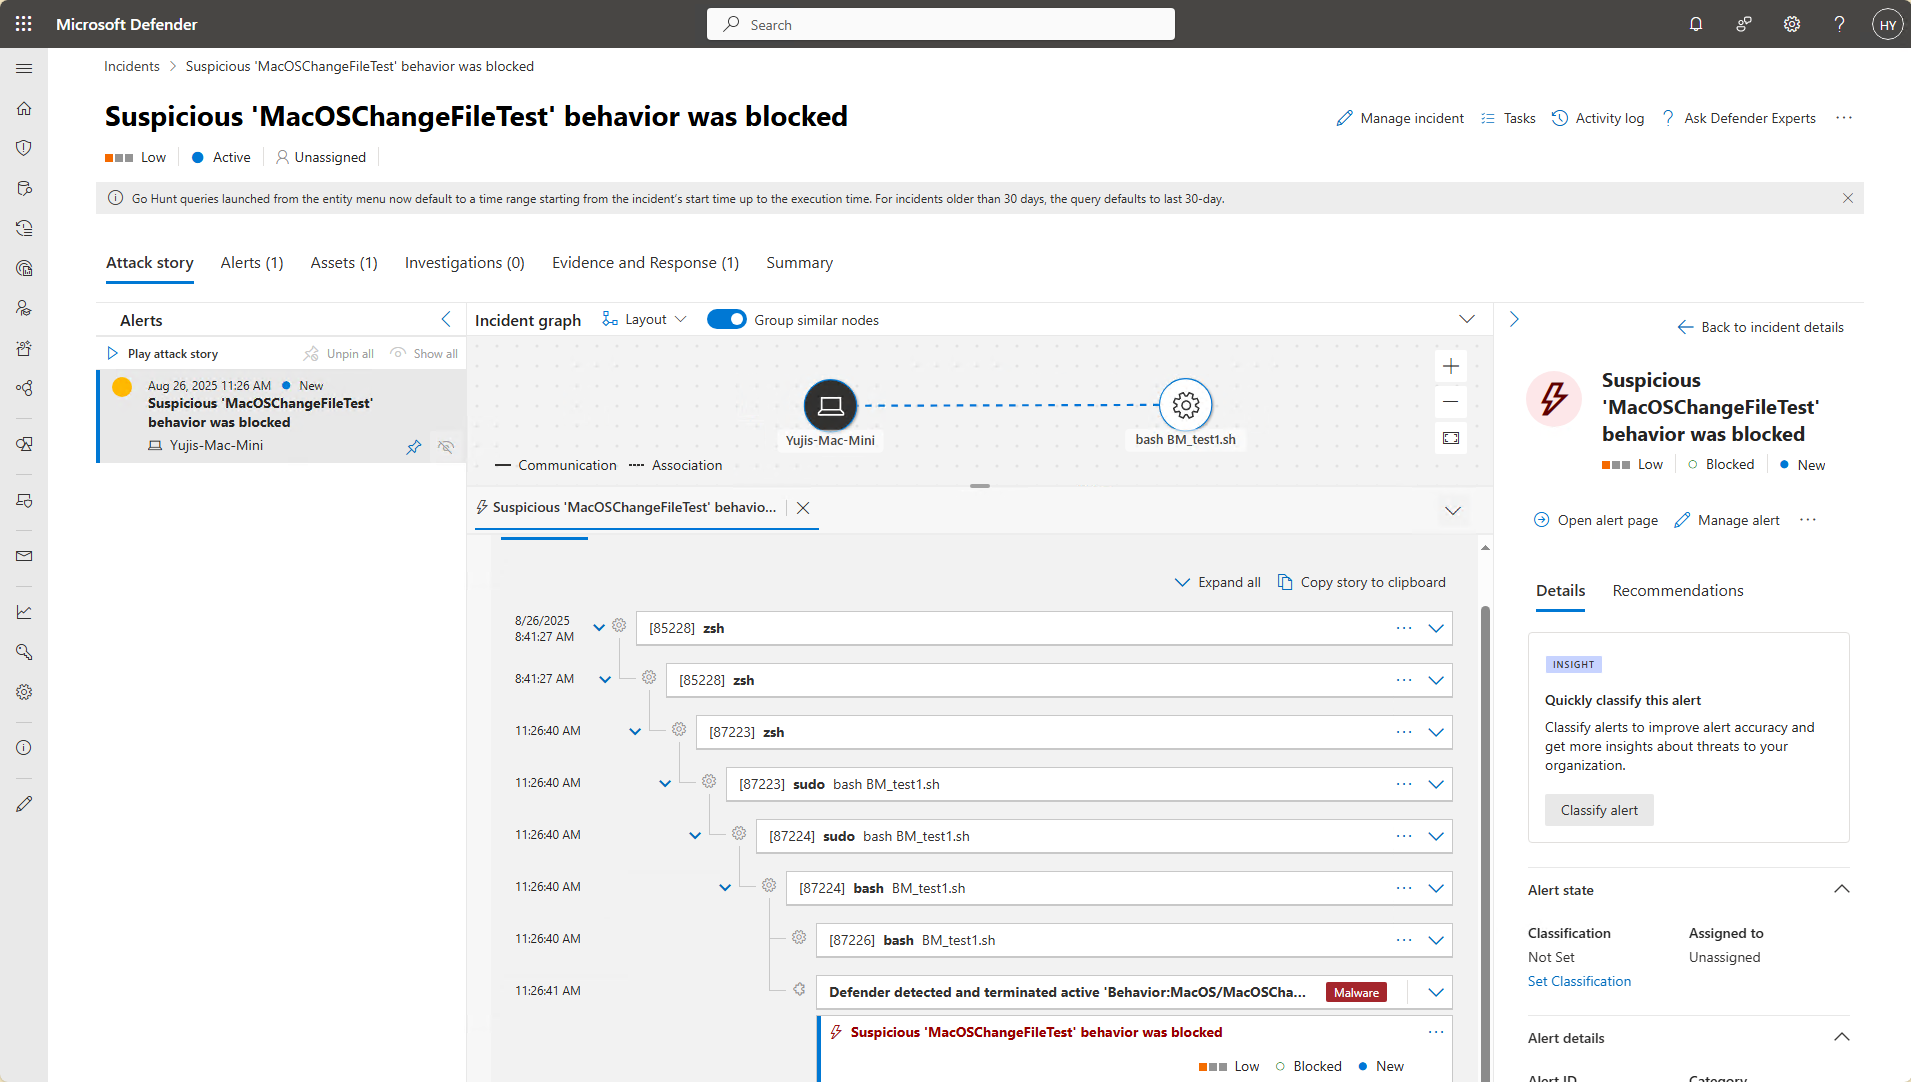 Microsoft Defender
Search
HY
Incidents > Suspicious 'MacOSChangeFileTest' behavior was blocked
Suspicious 'MacOSChangeFileTest' behavior was blocked
Manage incident
Tasks
Activity log
Ask Defender Experts
Low
Active
Unassigned
Go Hunt queries launched from the entity menu now default to a time range starting from the incident's start time up to the execution time. For incidents older than 30 days, the query defaults to last 30-day.
Attack story
Alerts (1)
Assets (1)
Investigations (0)
Evidence and Response (1)
Summary
Alerts
Play attack story
Unpin all
Show all
Aug 26, 2025 11:26 AM
New
Suspicious 'MacOSChangeFileTest'
behavior was blocked
Yujis-Mac-Mini
Incident graph
Layout
Group similar nodes
Yujis-Mac-Mini
bash BM_test1.sh
Communication
Association
Suspicious 'MacOSChangeFileTest' behavio...
Expand all
Copy story to clipboard
8/26/2025
8:41:27 AM
[85228] zsh
8:41:27 AM
[85228] zsh
11:26:40 AM
[87223] zsh
11:26:40 AM
[87223] sudo bash BM_test1.sh
11:26:40 AM
[87224] sudo bash BM_test1.sh
11:26:40 AM
[87224] bash BM_test1.sh
11:26:40 AM
[87226] bash BM_test1.sh
11:26:41 AM
Defender detected and terminated active 'Behavior:MacOS/MacOSCha...
Malware
Suspicious 'MacOSChangeFileTest' behavior was blocked
Low
Blocked
New
Back to incident details
Suspicious
'MacOSChangeFileTest'
behavior was blocked
Low
Blocked
New
Open alert page
Manage alert
Details
Recommendations
INSIGHT
Quickly classify this alert
Classify alerts to improve alert accuracy and
get more insights about threats to your
organization.
Classify alert
Alert state
Classification
Assigned to
Not Set
Unassigned
Set Classification
Alert details
Alert ID
Category